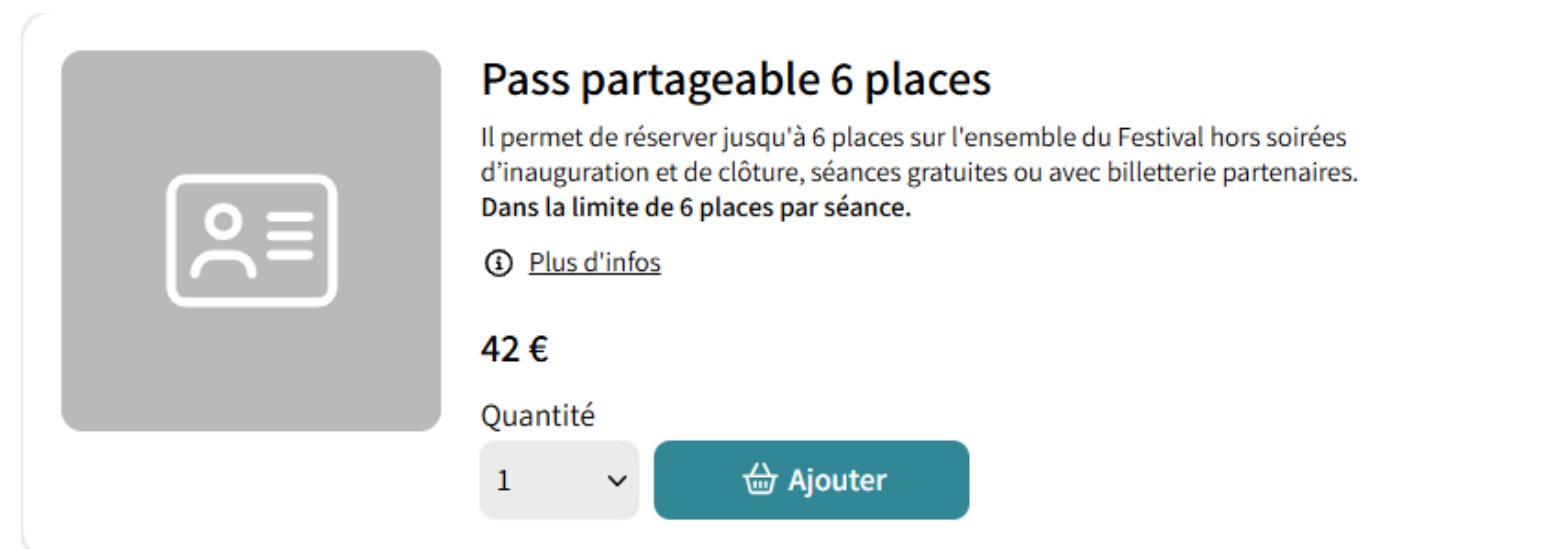 Pass partageable 6 places
Il permet de réserver jusqu'à 6 places sur l'ensemble du Festival hors soirées
d’inauguration et de clôture, séances gratuites ou avec billetterie partenaires.
Dans la limite de 6 places par séance.
Plus d'infos
42 €
Quantité
1
Ajouter